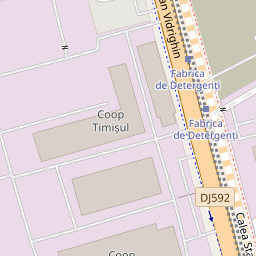 an Vidrighin
Fabrica
de Detergenți
Coop
Timișul
Fabrica
de Detergenți
DJ592
Calea Sta
Coop